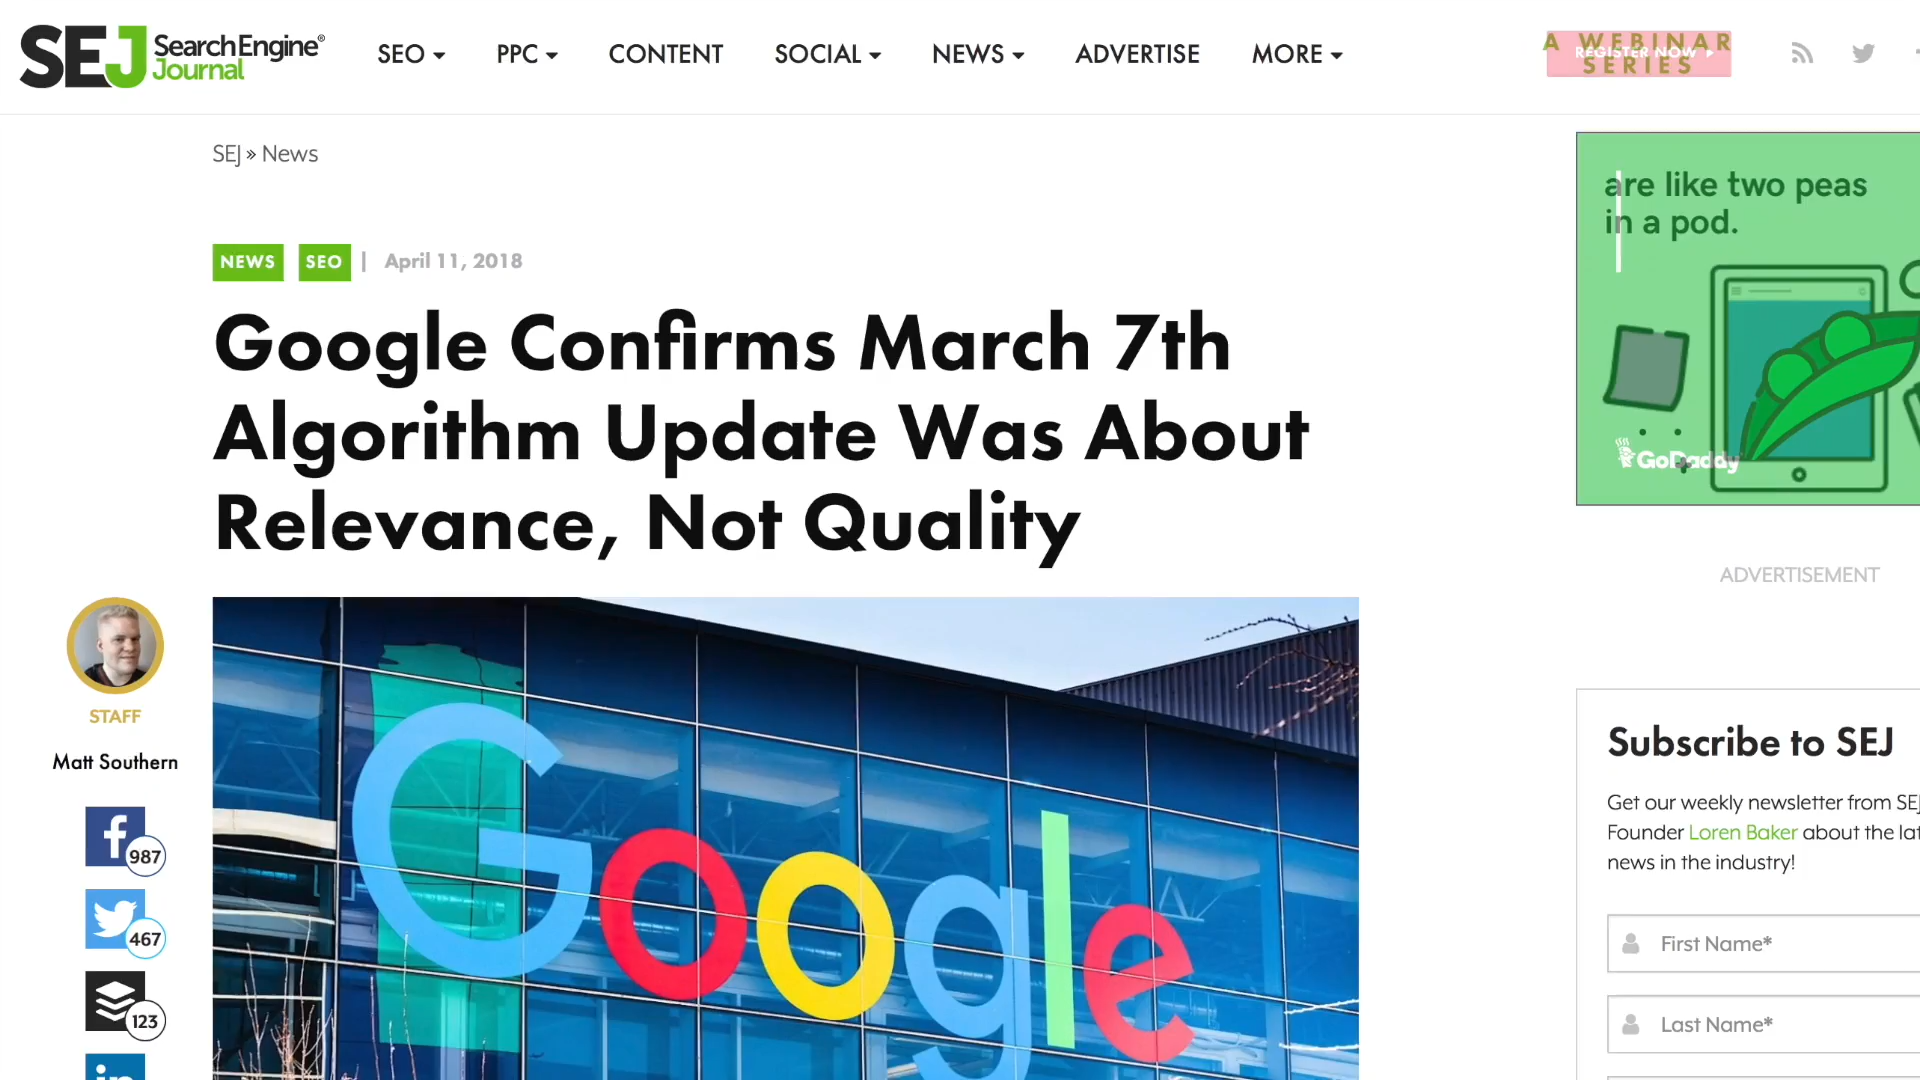 SEJ Search Engine®
Journal
SEO
PPC
CONTENT
SOCIAL
NEWS
ADVERTISE
MORE
A WEBINAR
SERIES
REGISTER NOW
SEJ » News
NEWS SEO | April 11, 2018
Google Confirms March 7th
Algorithm Update Was About
Relevance, Not Quality
STAFF
Matt Southern
987
467
123
in
Google
are like two peas
in a pod.
GoDaddy
ADVERTISEMENT
Subscribe to SEJ
Get our weekly newsletter from SEJ
Founder Loren Baker about the lat
news in the industry!
First Name*
Last Name*